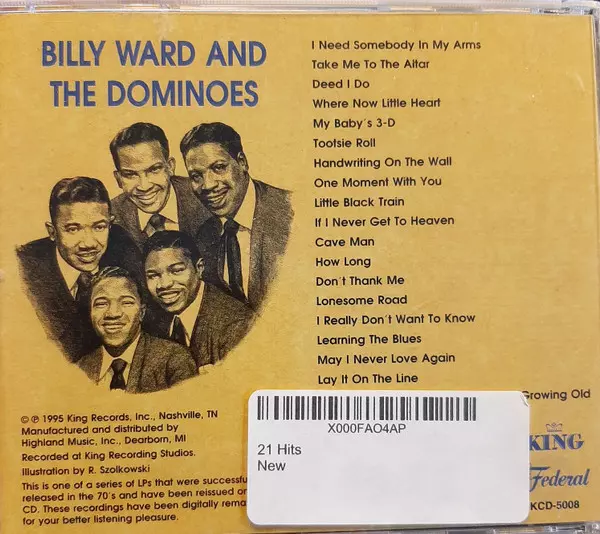 BILLY WARD AND
THE DOMINOES
I Need Somebody In My Arms
Take Me To The Altar
Deed I Do
Where Now Little Heart
My Baby's 3-D
Tootsie Roll
Handwriting On The Wall
One Moment With You
Little Black Train
If I Never Get To Heaven
Cave Man
How Long
Don't Thank Me
Lonesome Road
I Really Don't Want To Know
Learning The Blues
May I Never Love Again
Lay It On The Line
Growing Old
© ℗ 1995 King Records, Inc., Nashville, TN
Manufactured and distributed by
Highland Music, Inc., Dearborn, MI
Recorded at King Recording Studios.
Illustration by R. Szolkowski
This is one of a series of LPs that were
released in the 70's and have been reissued on
CD. These recordings have been digitally
for your better listening pleasure.
X000FAO4AP
21 Hits
New
KING
Federal
KCD-5008